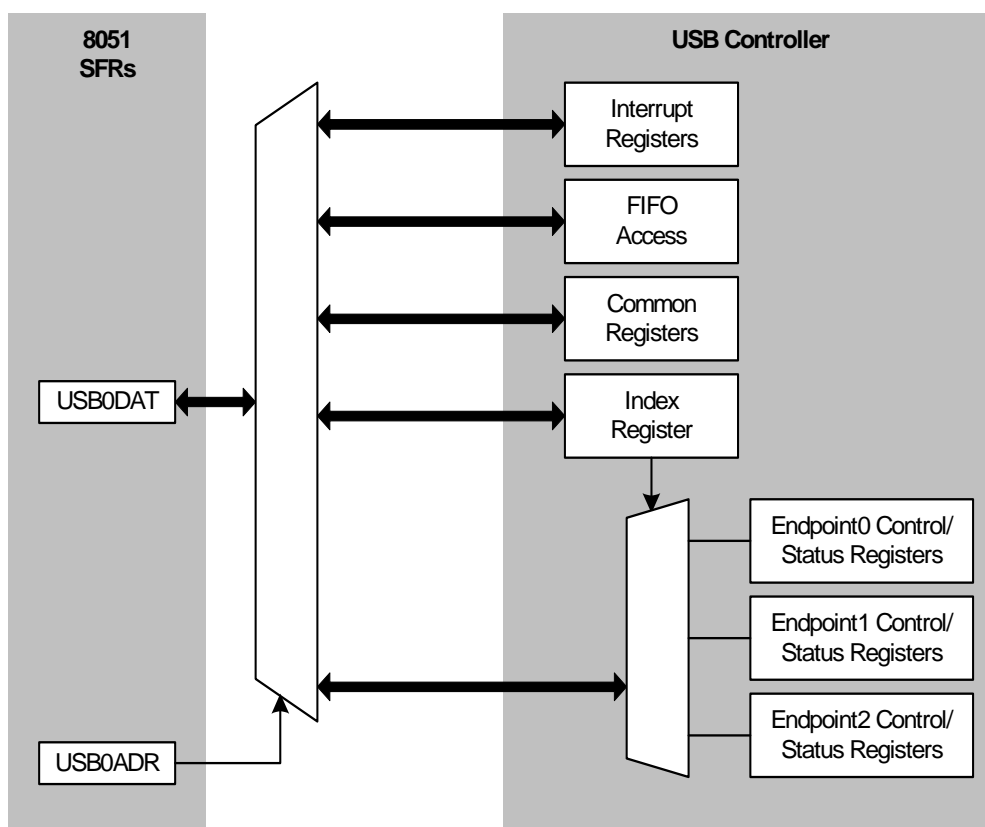 8051
SFRs
USB Controller
Interrupt
Registers
FIFO
Access
Common
Registers
USB0DAT
Index
Register
Endpoint0 Control/
Status Registers
Endpoint1 Control/
Status Registers
Endpoint2 Control/
Status Registers
USB0ADR